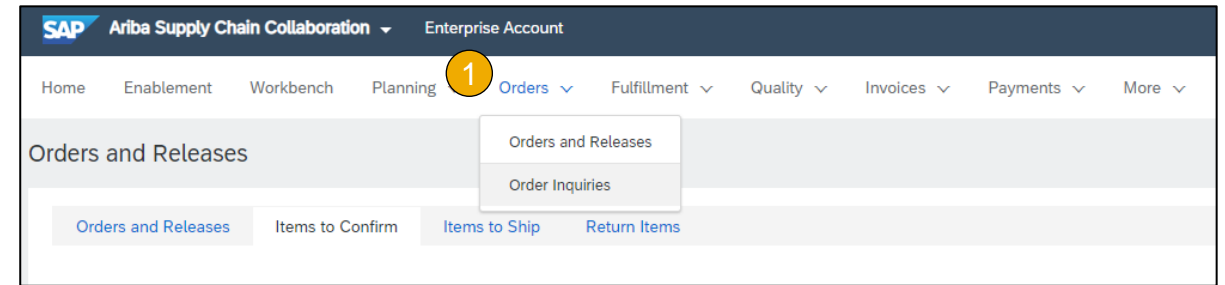 SAP Ariba Supply Chain Collaboration Enterprise Account
Home Enablement Workbench Planning 1 Orders Fulfillment Quality Invoices Payments More
Orders and Releases
Order Inquiries
Orders and Releases
Orders and Releases Items to Confirm Items to Ship Return Items